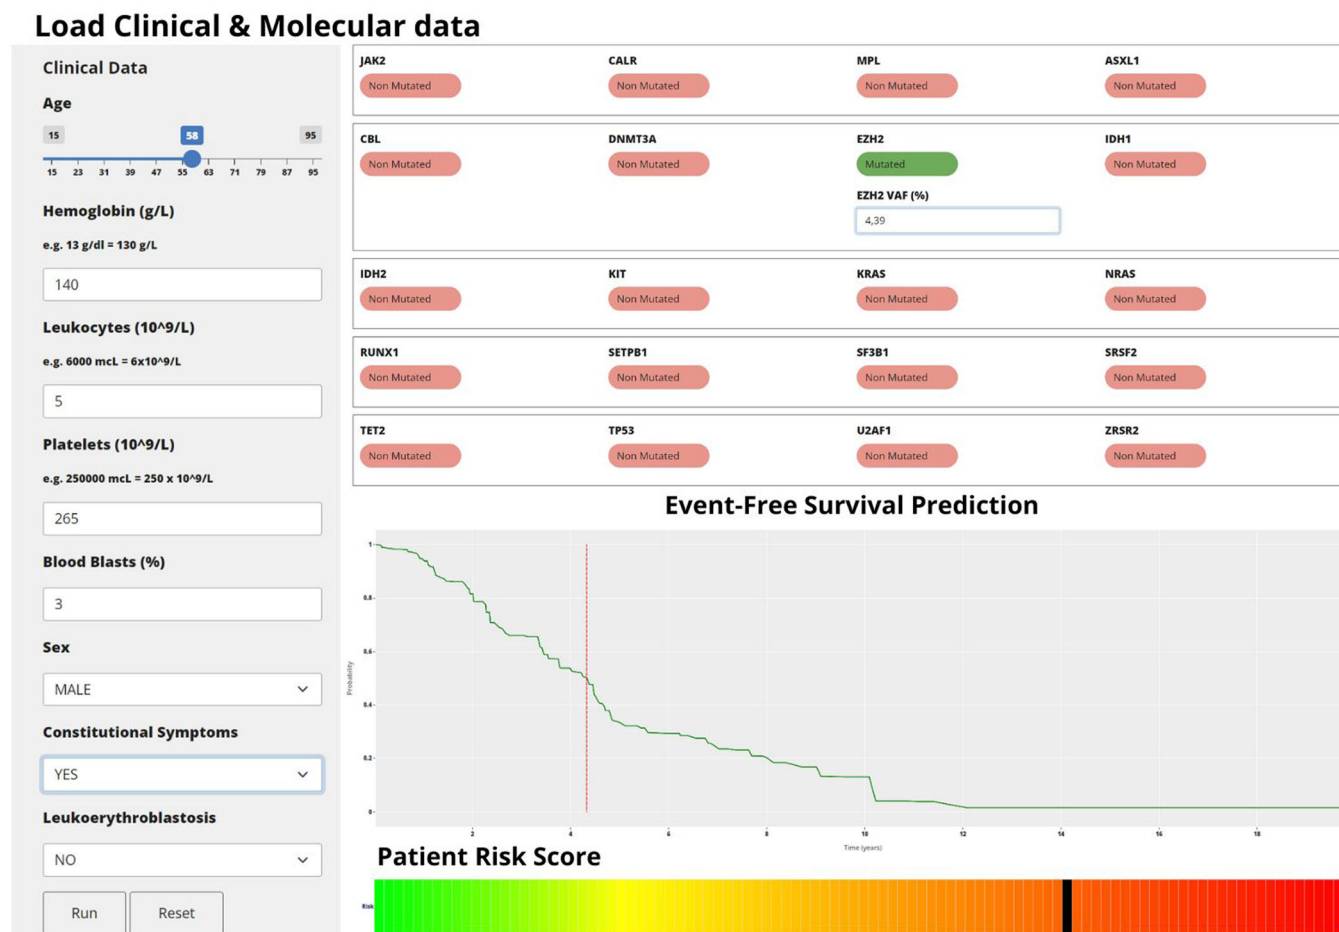 Load Clinical & Molecular data
Clinical Data
Age
15 58 95
15 23 31 39 47 55 63 71 79 87 95
Hemoglobin (g/L)
e.g. 13 g/dl = 130 g/L
140
Leukocytes (10^9/L)
e.g. 6000 mcL = 6x10^9/L
5
Platelets (10^9/L)
e.g. 250000 mcL = 250 x 10^9/L
265
Blood Blasts (%)
3
Sex
MALE
Constitutional Symptoms
YES
Leukoerythroblastosis
NO
Run Reset
JAK2 CALR MPL ASXL1
Non Mutated Non Mutated Non Mutated Non Mutated
CBL DNMT3A EZH2 IDH1
Non Mutated Non Mutated Mutated Non Mutated
EZH2 VAF (%)
4,39
IDH2 KIT KRAS NRAS
Non Mutated Non Mutated Non Mutated Non Mutated
RUNX1 SETPB1 SF3B1 SRSF2
Non Mutated Non Mutated Non Mutated Non Mutated
TET2 TP53 U2AF1 ZRSR2
Non Mutated Non Mutated Non Mutated Non Mutated
Event-Free Survival Prediction
Probability
1
0.8
0.6
0.4
0.2
0
2 4 6 8 10 12 14 16 18
Time (years)
Patient Risk Score
Risk